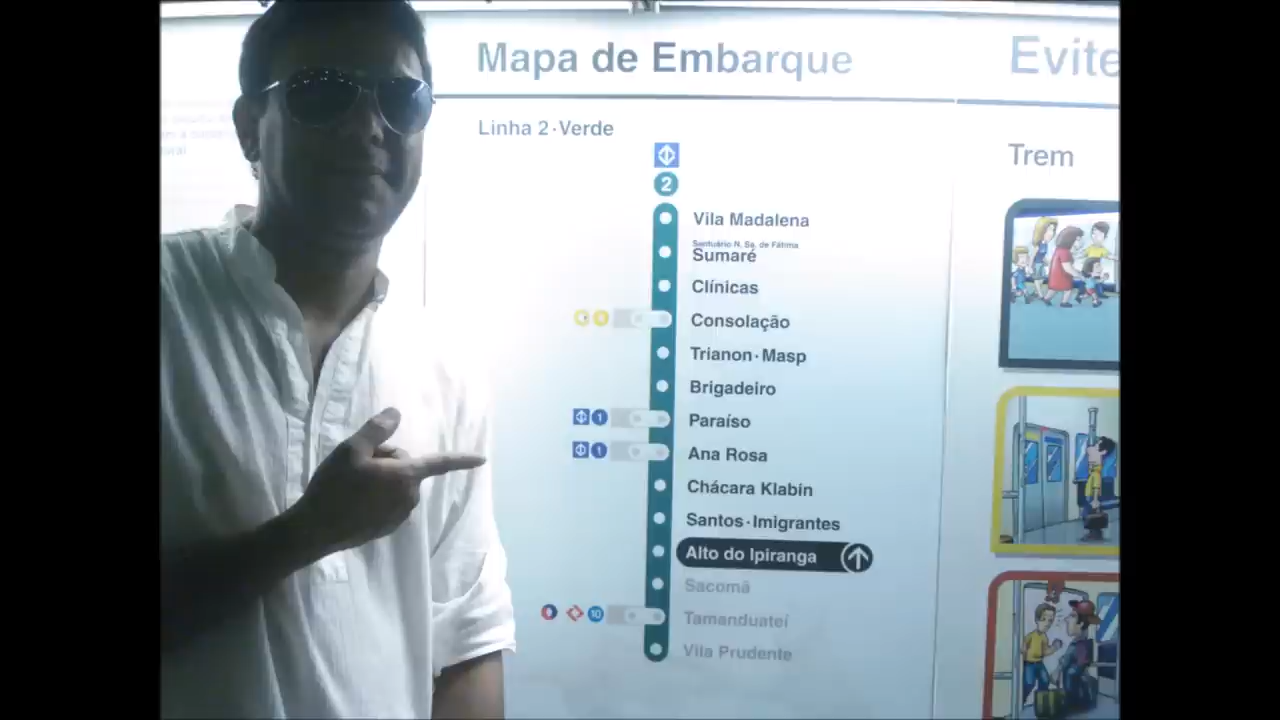 Mapa de Embarque
Evite
Linha 2·Verde
Trem
2
Vila Madalena
Santuário N. Sa. de Fátima
Sumaré
Clínicas
4
Consolação
Trianon·Masp
Brigadeiro
1
Paraíso
1
Ana Rosa
Chácara Klabin
Santos·Imigrantes
Alto do Ipiranga
Sacomã
10
Tamanduateí
Vila Prudente